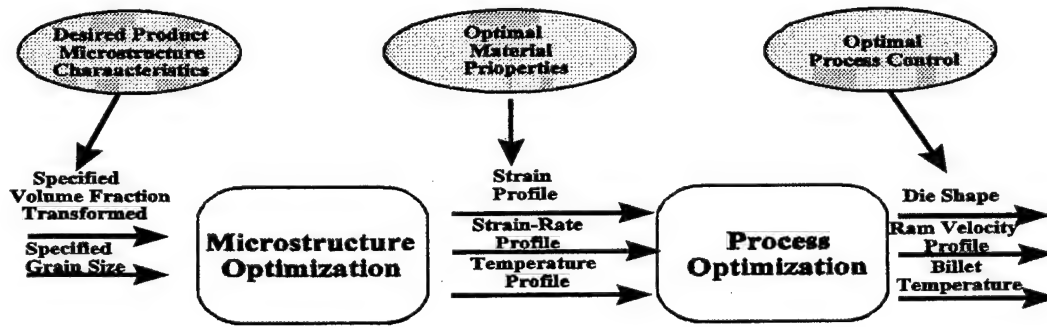 Desired Product
Microstructure
Charaacteristics
Optimal
Material
Prioperties
Optimal
Process Control
Specified
Volume Fraction
Transformed
Specified
Grain Size
Microstructure
Optimization
Strain
Profile
Strain-Rate
Profile
Temperature
Profile
Process
Optimization
Die Shape
Ram Velocity
Profile
Billet
Temperature